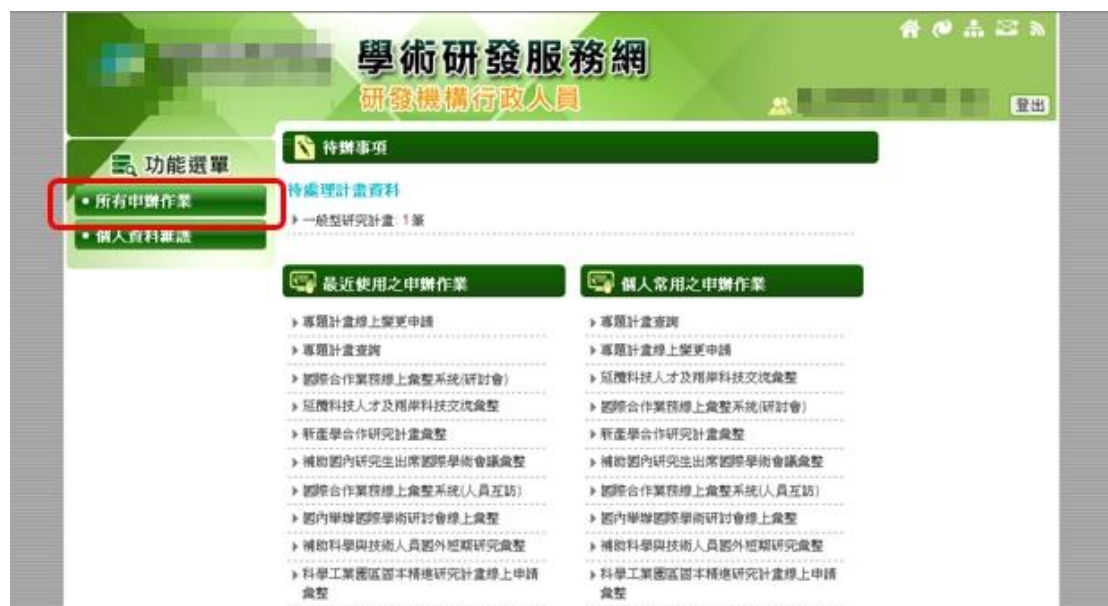 學術研發服務網
研發機構行政人員
登出
功能選單
所有申辦作業
個人資料維護
待辦事項
待處理計畫資料
一般型研究計畫: 1 筆
最近使用之申辦作業
專題計畫線上變更申請
專題計畫查詢
國際合作業務線上彙整系統(研討會)
延攬科技人才及兩岸科技交流彙整
新產學合作研究計畫彙整
補助國內研究生出席國際學術會議彙整
國際合作業務線上彙整系統(人員互訪)
國內舉辦國際學術研討會線上彙整
補助科學與技術人員國外短期研究彙整
科學工業園區固本精進研究計畫線上申請
彙整
個人常用之申辦作業
專題計畫查詢
專題計畫線上變更申請
延攬科技人才及兩岸科技交流彙整
國際合作業務線上彙整系統(研討會)
新產學合作研究計畫彙整
補助國內研究生出席國際學術會議彙整
國際合作業務線上彙整系統(人員互訪)
國內舉辦國際學術研討會線上彙整
補助科學與技術人員國外短期研究彙整
科學工業園區固本精進研究計畫線上申請
彙整